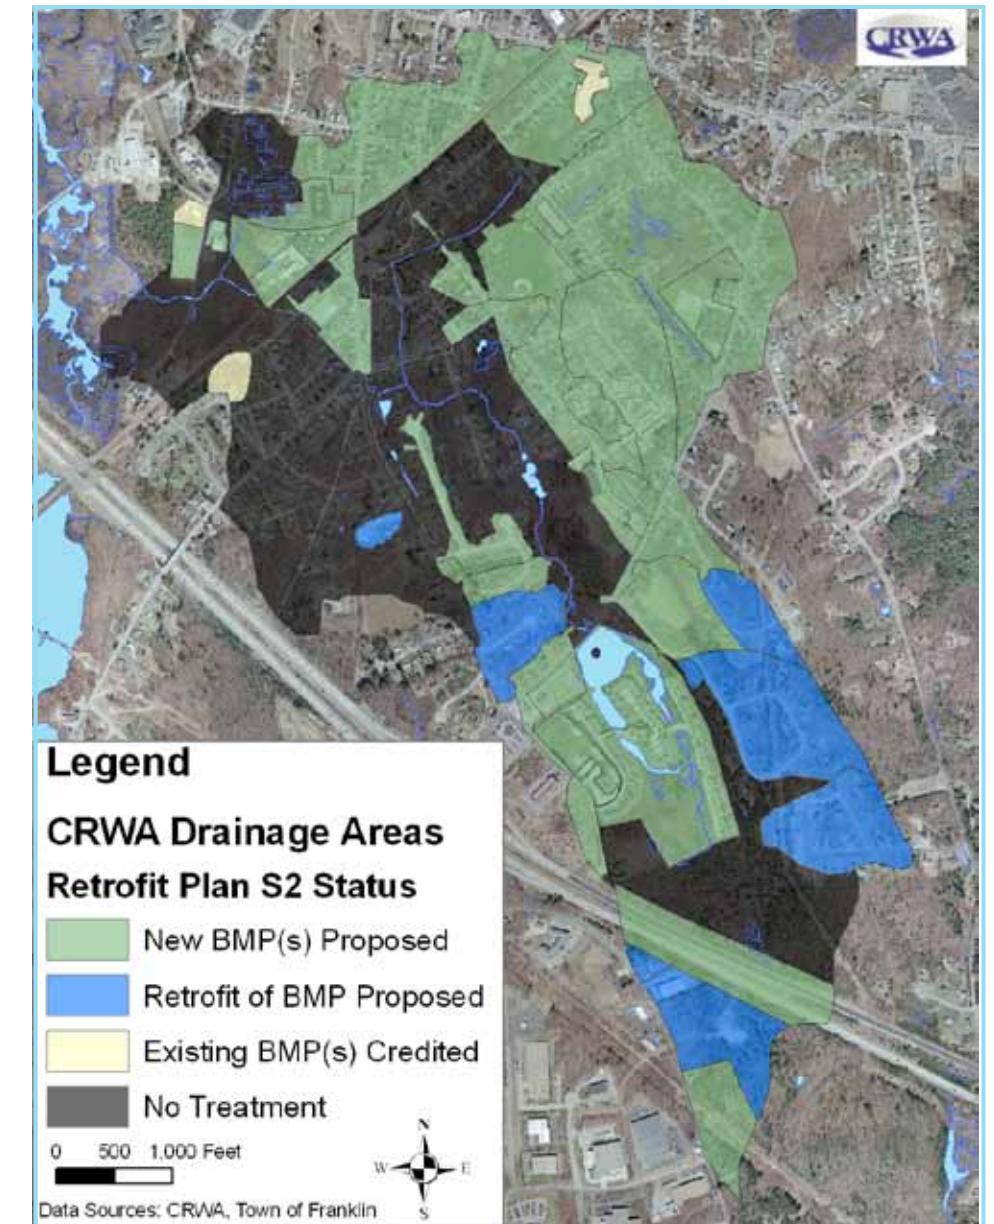 CRWA
Legend
CRWA Drainage Areas
Retrofit Plan S2 Status
New BMP(s) Proposed
Retrofit of BMP Proposed
Existing BMP(s) Credited
No Treatment
0 500 1,000 Feet
N
W E
S
Data Sources: CRWA, Town of Franklin